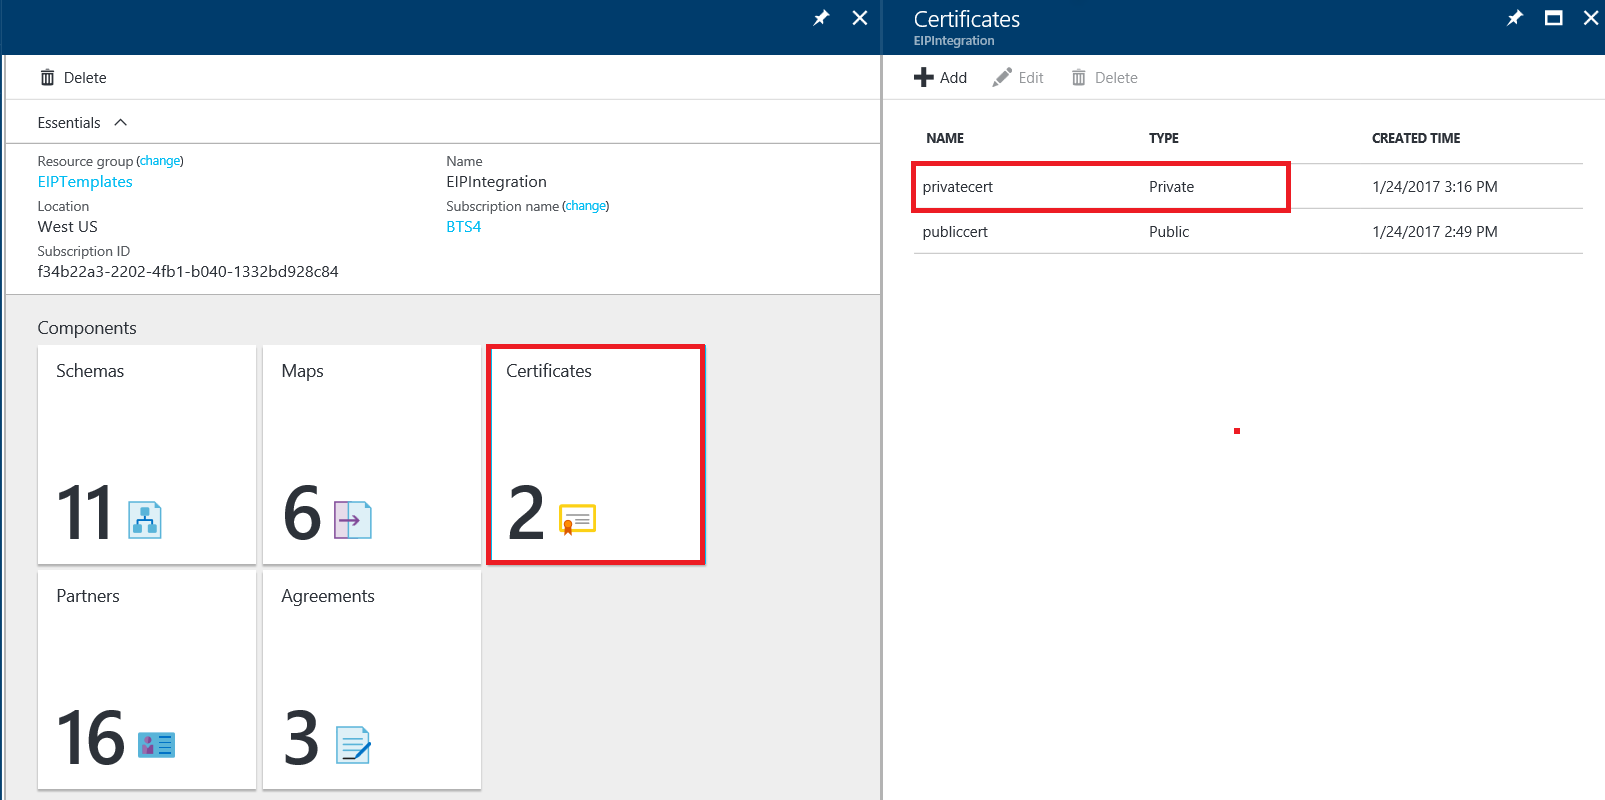 Delete
Essentials
Resource group (change)
EIPTemplates
Location
West US
Subscription ID
f34b22a3-2202-4fb1-b040-1332bd928c84
Name
EIPIntegration
Subscription name (change)
BTS4
Components
Schemas
11
Maps
6
Certificates
2
Partners
16
Agreements
3
Certificates
EIPIntegration
Add Edit Delete
NAME TYPE CREATED TIME
privatecert Private 1/24/2017 3:16 PM
publiccert Public 1/24/2017 2:49 PM